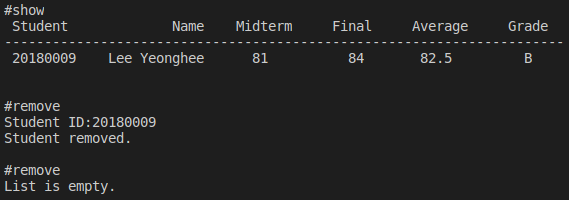 #show
Student Name Midterm Final Average Grade
--------------------------------------------------------------------
20180009 Lee Yeonghee 81 84 82.5 B
#remove
Student ID:20180009
Student removed.
#remove
List is empty.